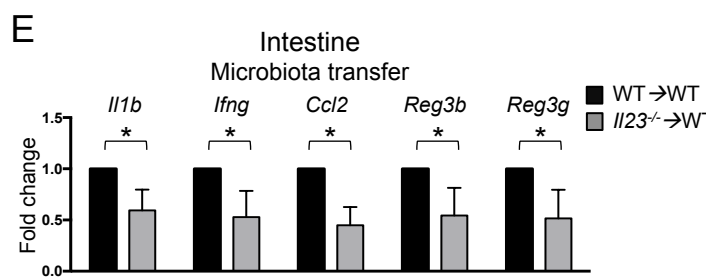 E
Intestine
Microbiota transfer
Il1b Ifng Ccl2 Reg3b Reg3g
WT→WT
Il23-/-→WT
* * * * *
Fold change
1.5
1.0
0.5
0.0